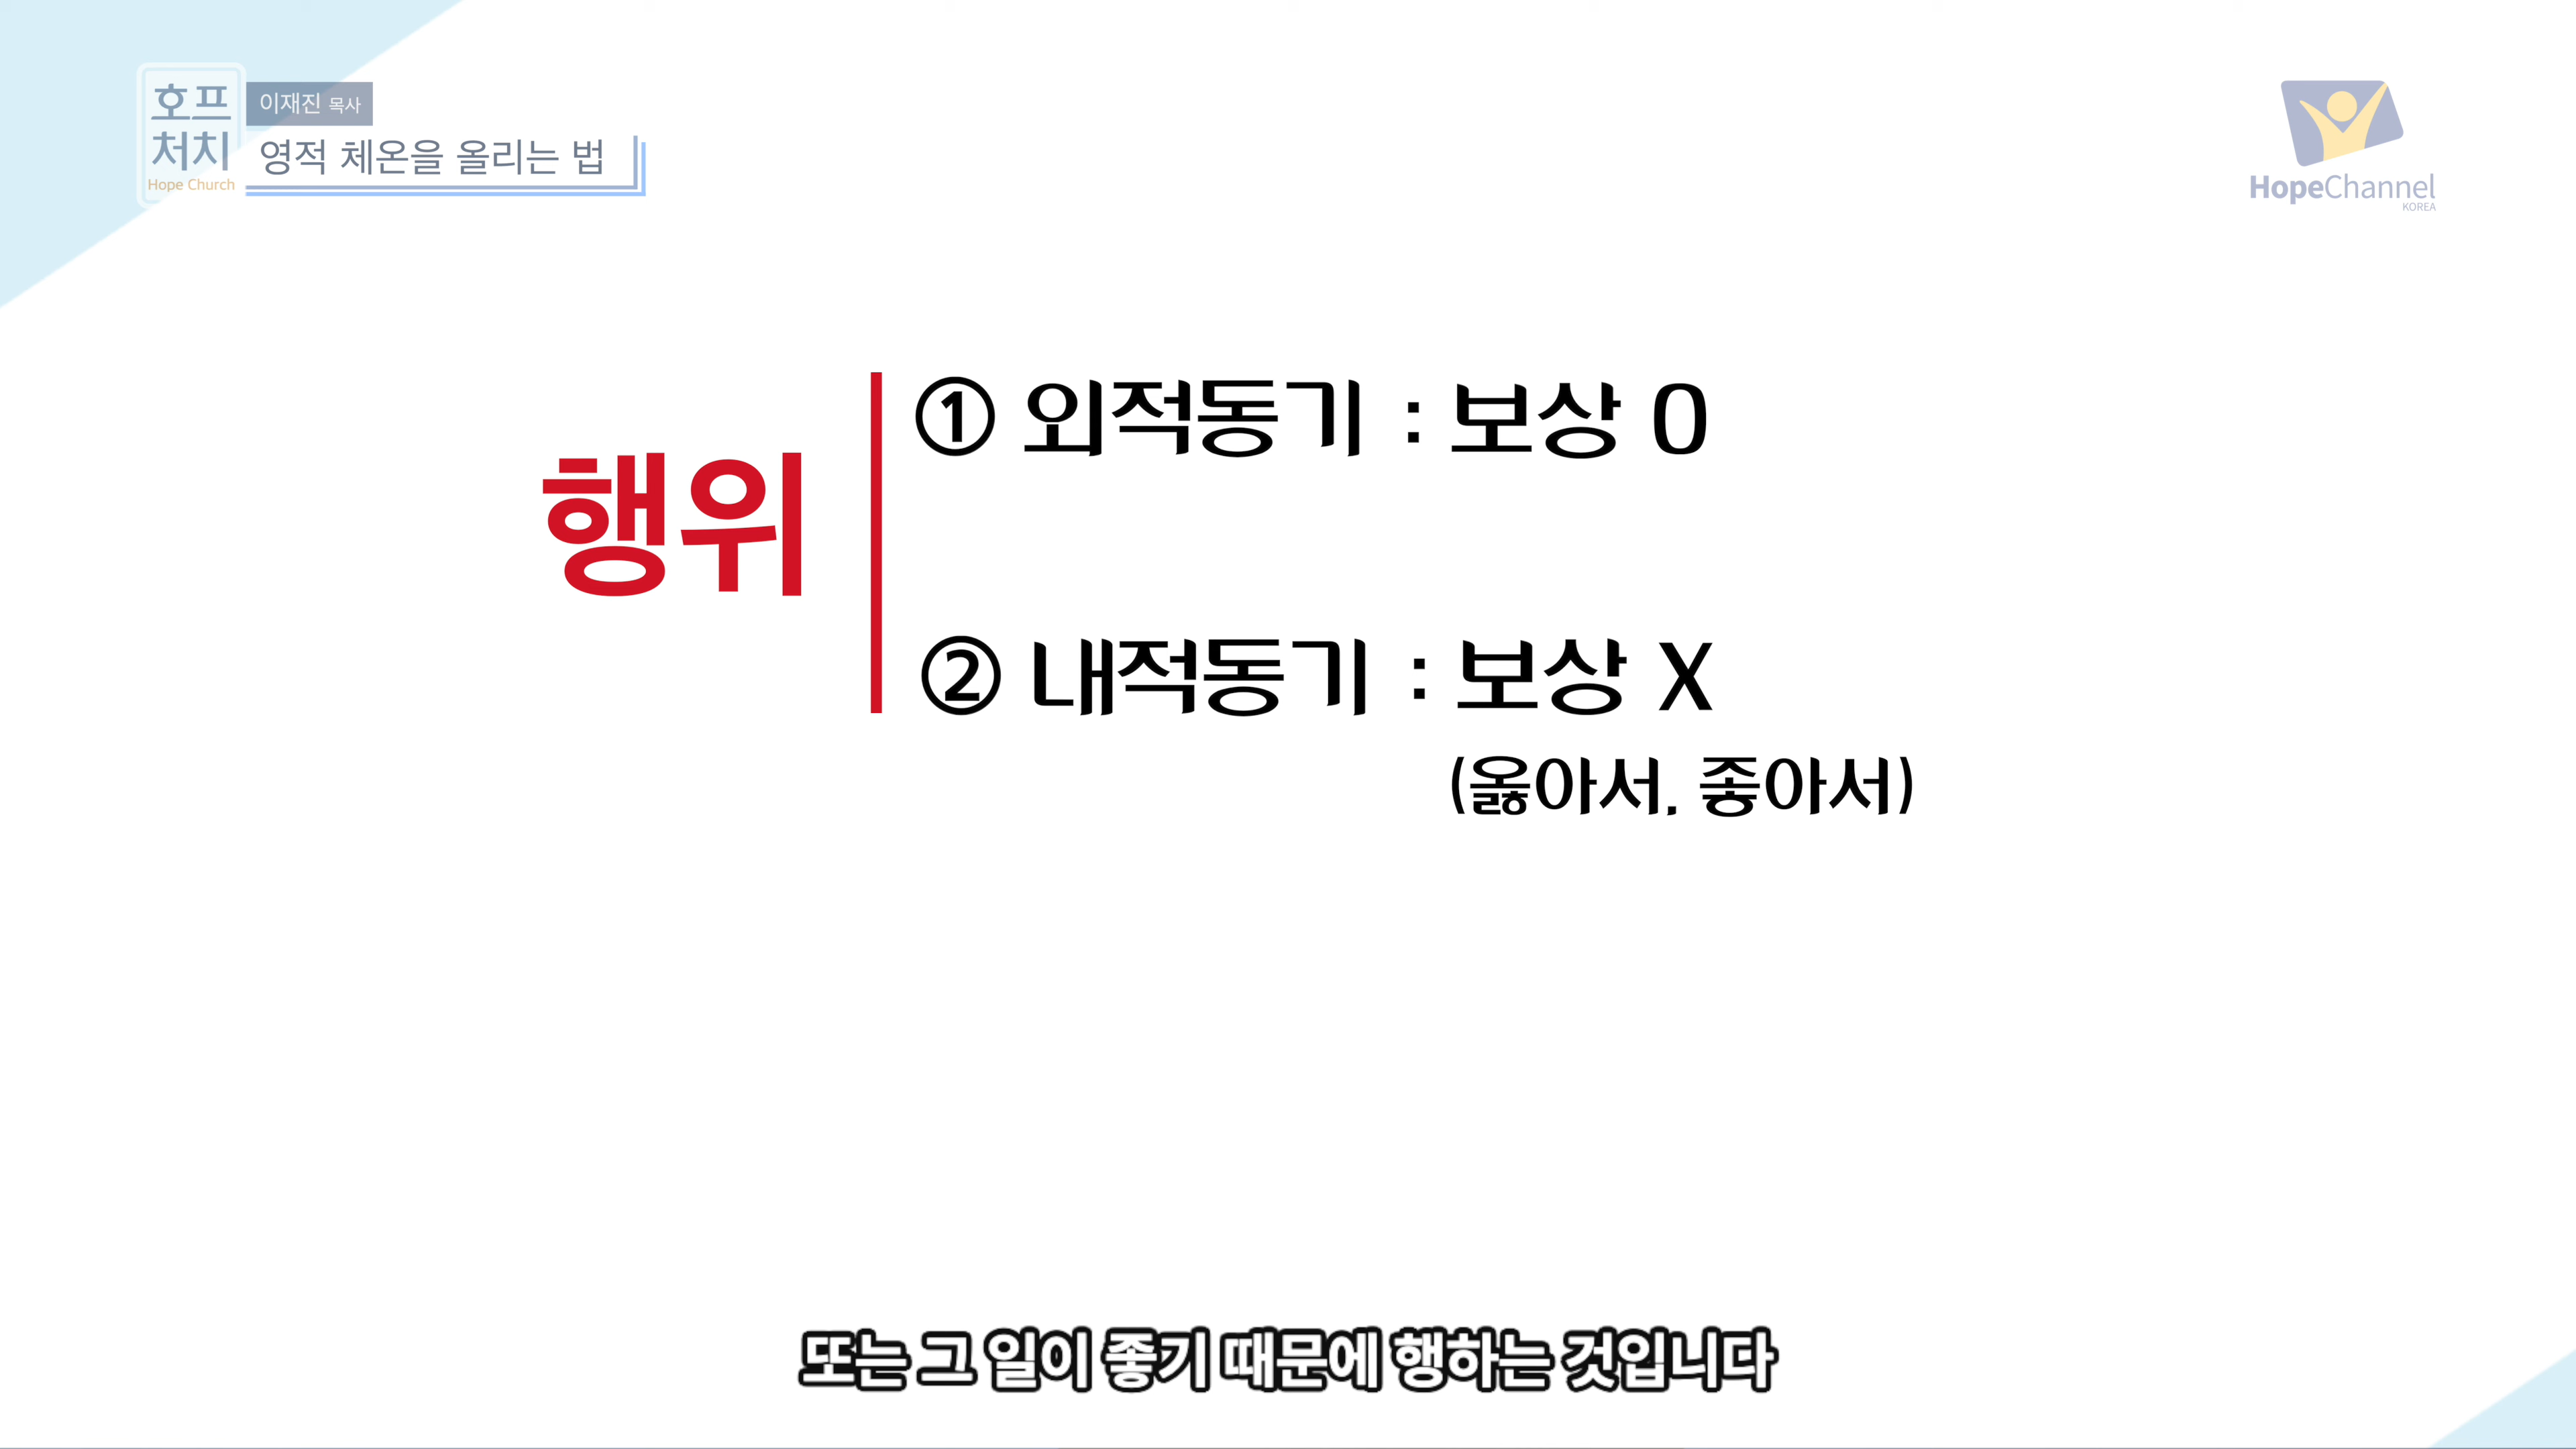 호프
처치
Hope Church
이재진 목사
영적 체온을 올리는 법
HopeChannel
KOREA
행위
① 외적동기 : 보상 O
② 내적동기 : 보상 X
(옳아서, 좋아서)
또는 그 일이 좋기 때문에 행하는 것입니다